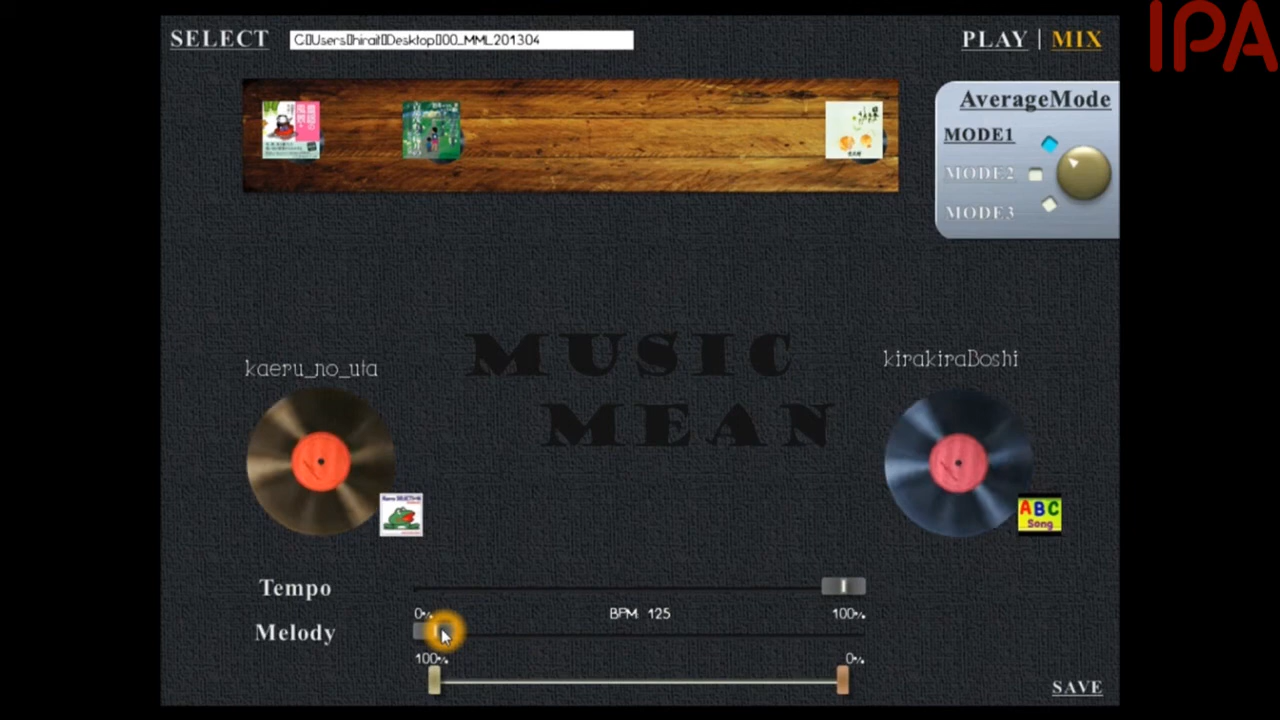 SELECT
C▯Users▯hirait▯Desktop▯00_MML201304
PLAY | MIX
IPA
AverageMode
MODE1
MODE2
MODE3
MUSIC
MEAN
kaeru_no_uta
kirakiraBoshi
ABC
Song
Tempo
0%
BPM 125
100%
Melody
100%
0%
SAVE